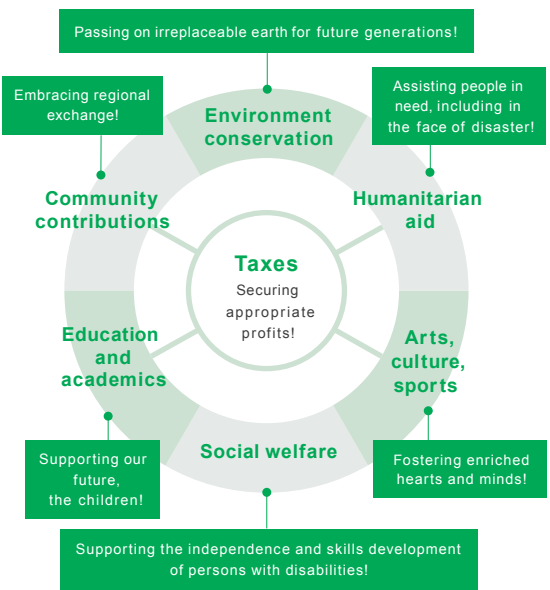 Passing on irreplaceable earth for future generations!
Embracing regional
exchange!
Assisting people in
need, including in
the face of disaster!
Environment
conservation
Community
contributions
Humanitarian
aid
Taxes
Securing
appropriate
profits!
Education
and
academics
Arts,
culture,
sports
Social welfare
Supporting our
future,
the children!
Fostering enriched
hearts and minds!
Supporting the independence and skills development
of persons with disabilities!